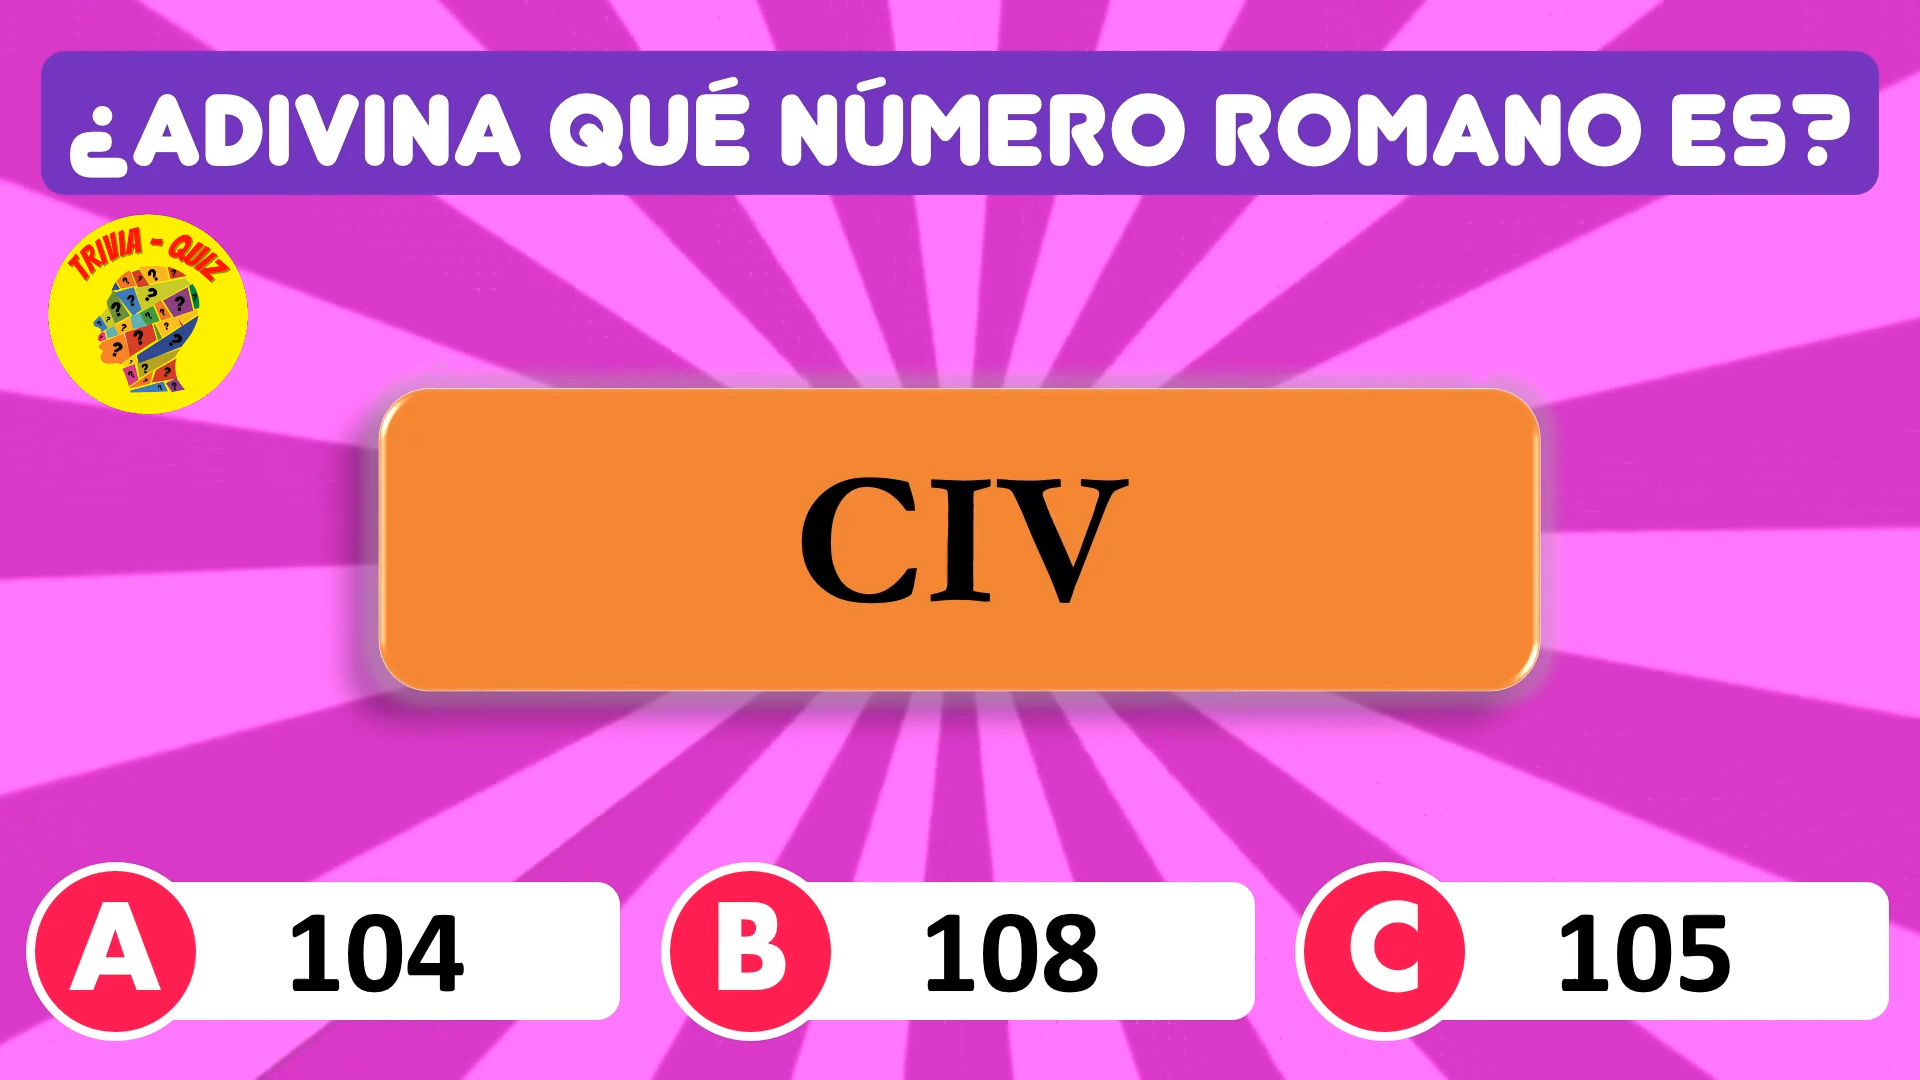 ¿ADIVINA QUÉ NÚMERO ROMANO ES?
TRIVIA - QUIZ
CIV
A 104
B 108
C 105